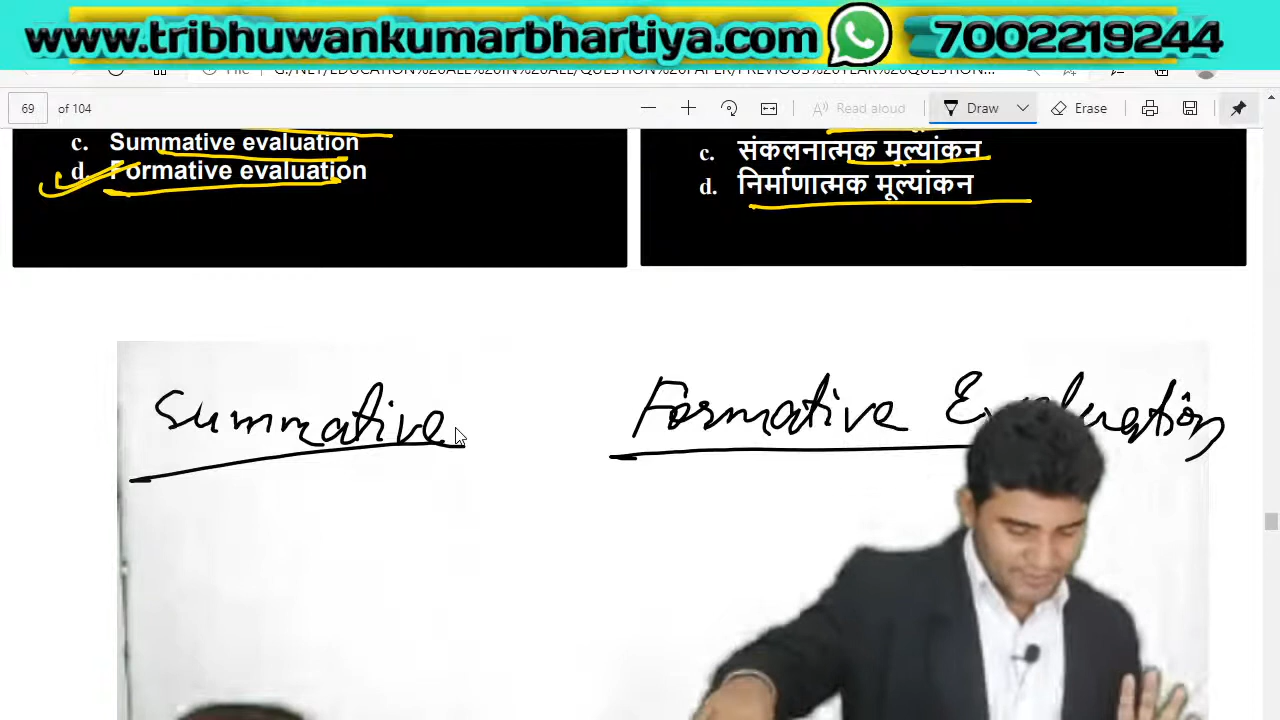 www.tribhuwankumarbhartiya.com 7002219244
69 of 104 Read aloud Draw Erase
c. Summative evaluation
d. Formative evaluation
c. संकलनात्मक मूल्यांकन
d. निर्माणात्मक मूल्यांकन
Summative
Formative Evaluation